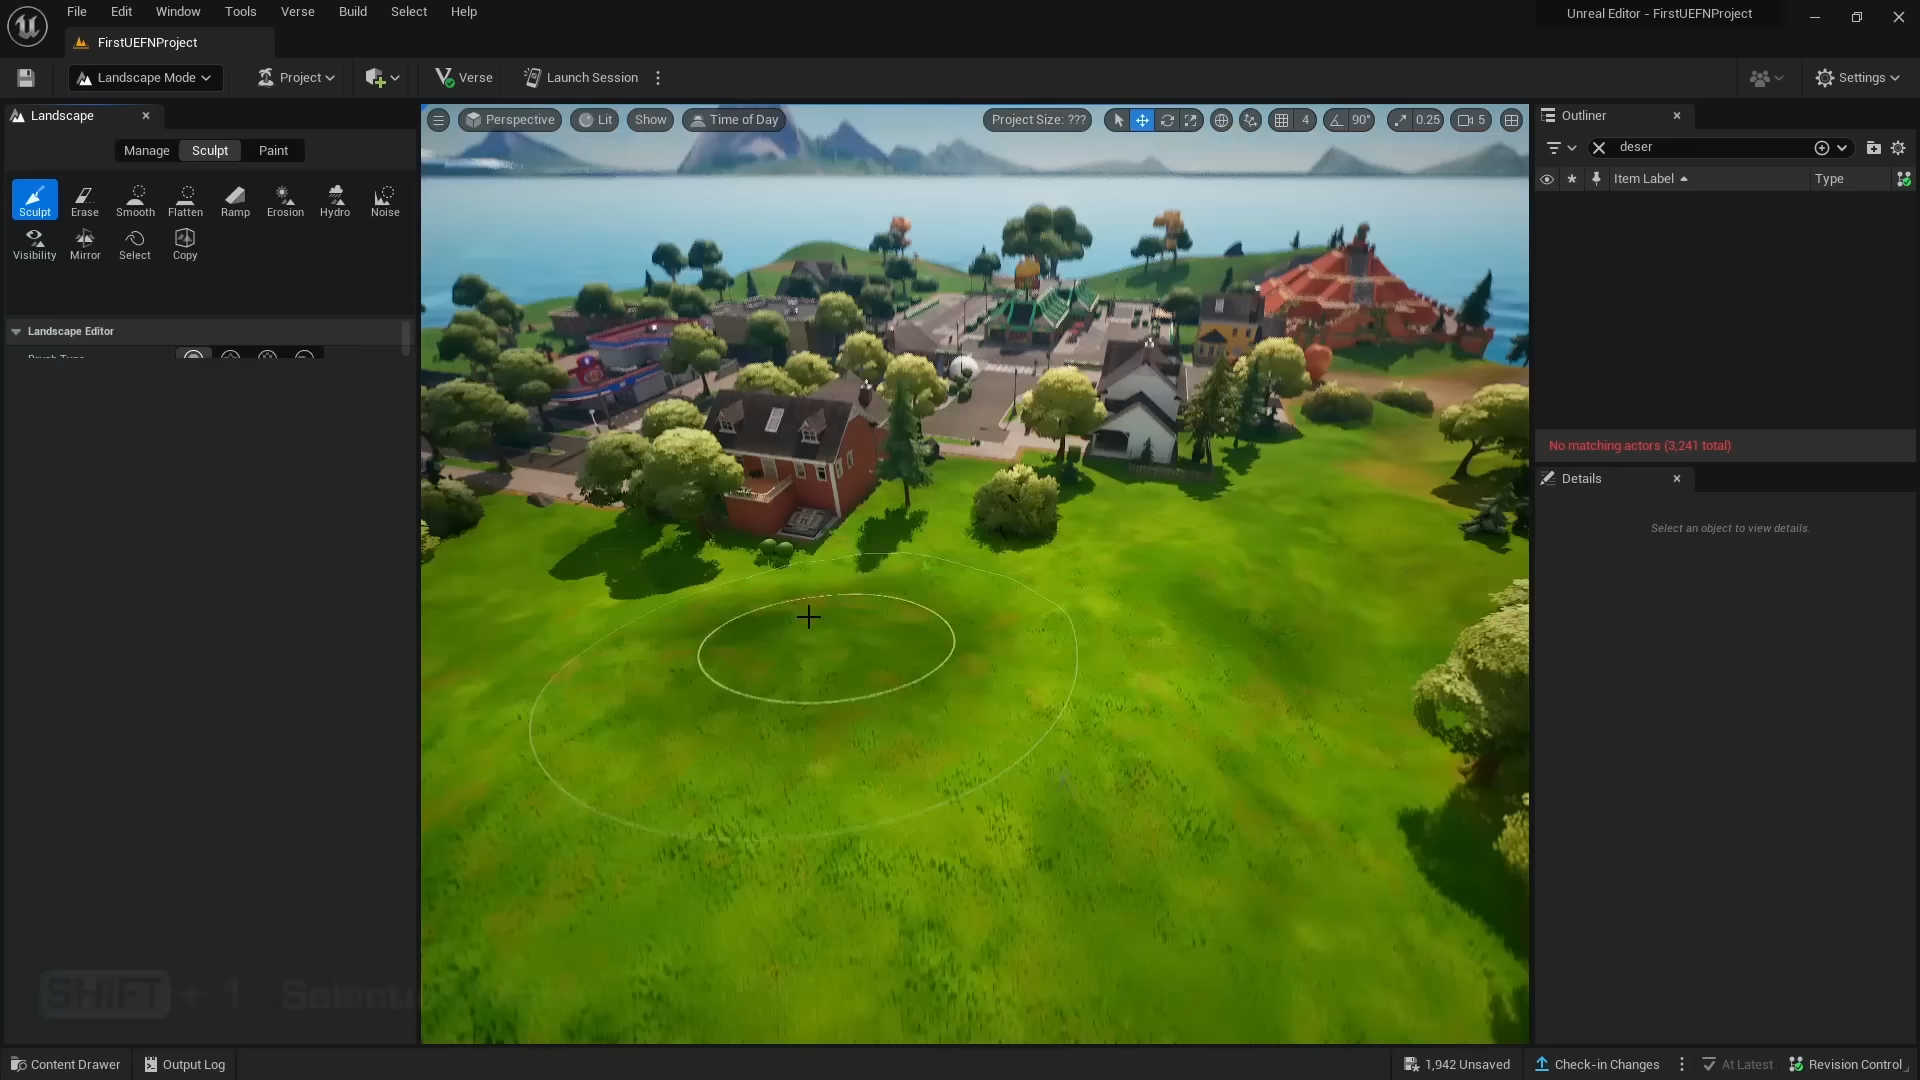 File Edit Window Tools Verse Build Select Help
Unreal Editor - FirstUEFNProject
FirstUEFNProject
Landscape Mode Project Verse Launch Session Settings
Landscape
Perspective Lit Show Time of Day Project Size: ??? 4 90° 0.25 5
Outliner
Manage Sculpt Paint
deser
Item Label Type
Sculpt Erase Smooth Flatten Ramp Erosion Hydro Noise
Visibility Mirror Select Copy
Landscape Editor
No matching actors (3,241 total)
Details
Select an object to view details.
SHIFT + 1
Content Drawer Output Log 1,942 Unsaved Check-in Changes At Latest Revision Control